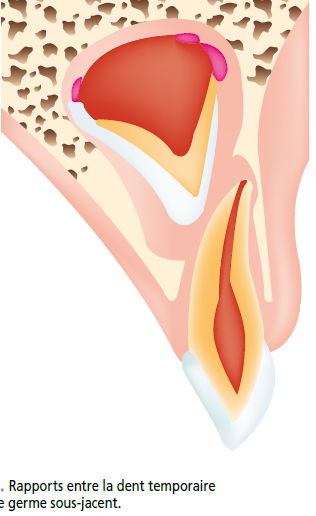 . Rapports entre la dent temporaire
e germe sous-jacent.